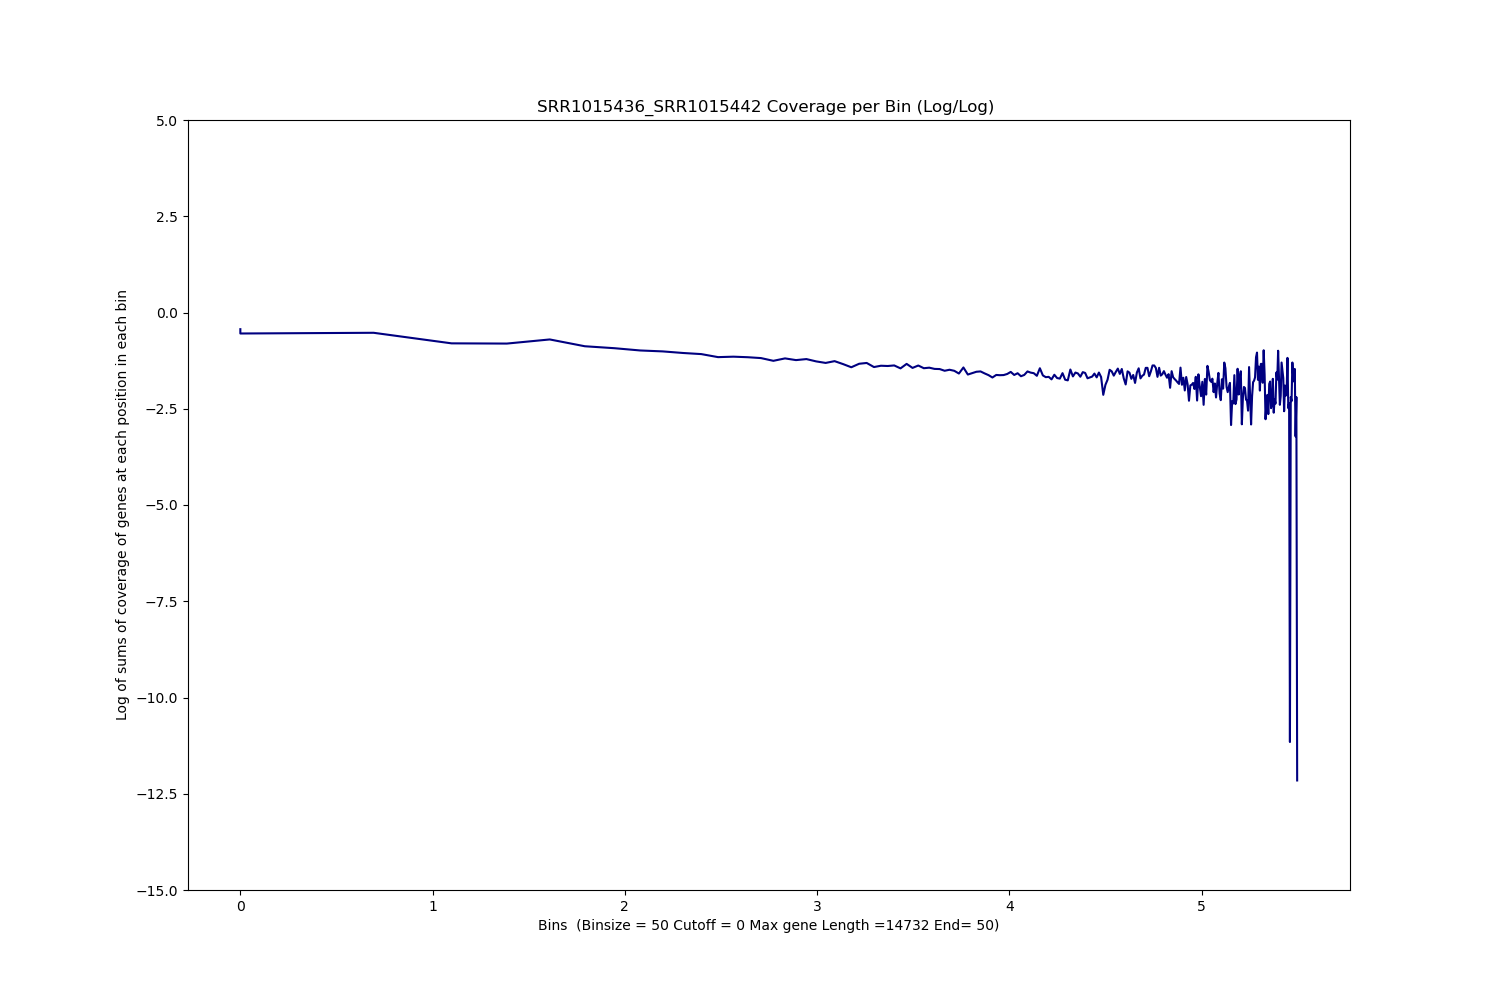 SRR1015436_SRR1015442 Coverage per Bin (Log/Log)
Log of sums of coverage of genes at each position in each bin
5.0
2.5
0.0
−2.5
−5.0
−7.5
−10.0
−12.5
−15.0
0 1 2 3 4 5
Bins  (Binsize = 50 Cutoff = 0 Max gene Length =14732 End= 50)